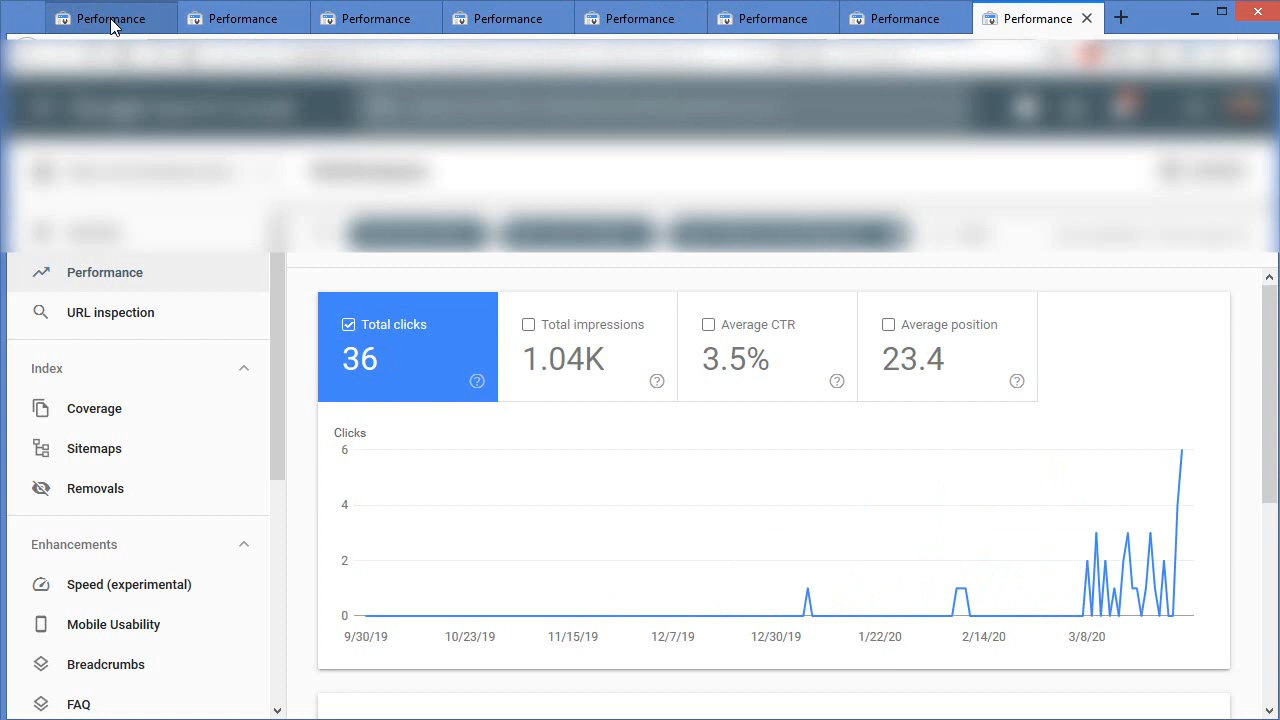 Performance Performance Performance Performance Performance Performance Performance Performance
Performance
Performance
URL inspection
Index
Coverage
Sitemaps
Removals
Enhancements
Speed (experimental)
Mobile Usability
Breadcrumbs
FAQ
Total clicks
36
Total impressions
1.04K
Average CTR
3.5%
Average position
23.4
Clicks
6
4
2
0
9/30/19 10/23/19 11/15/19 12/7/19 12/30/19 1/22/20 2/14/20 3/8/20